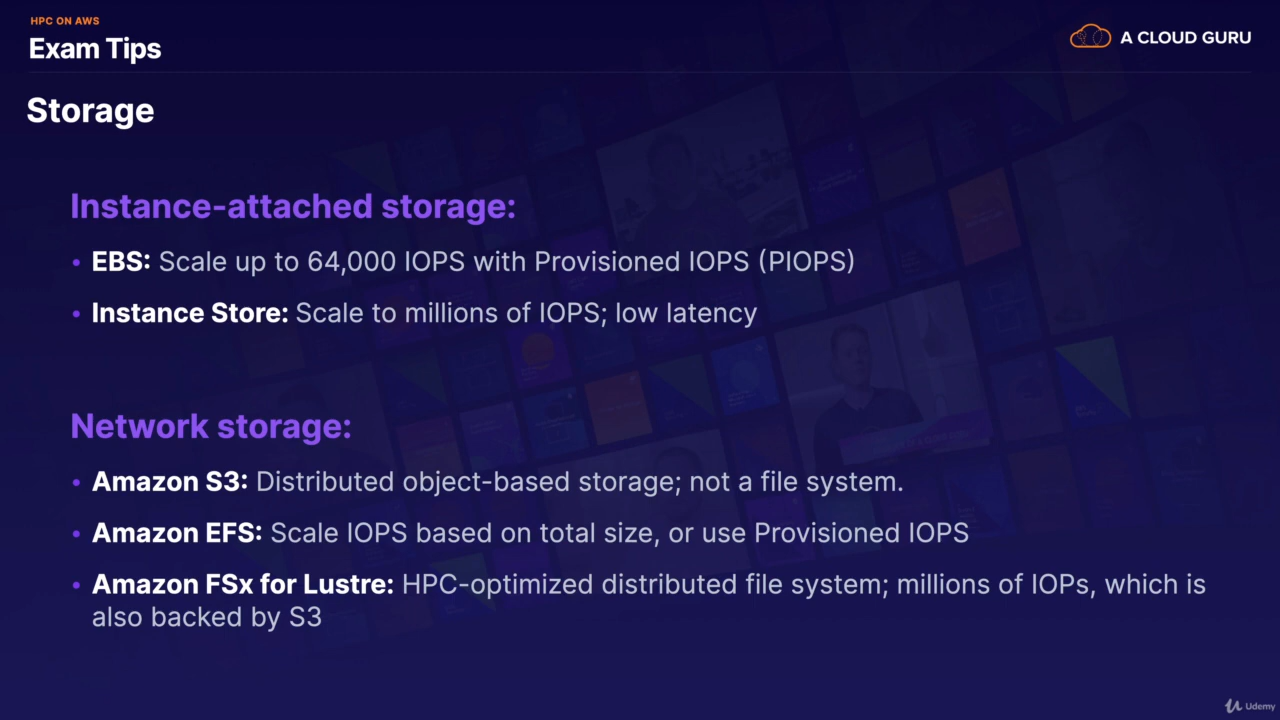 HPC ON AWS
Exam Tips
A CLOUD GURU
Storage
Instance-attached storage:
• EBS: Scale up to 64,000 IOPS with Provisioned IOPS (PIOPS)
• Instance Store: Scale to millions of IOPS; low latency
Network storage:
• Amazon S3: Distributed object-based storage; not a file system.
• Amazon EFS: Scale IOPS based on total size, or use Provisioned IOPS
• Amazon FSx for Lustre: HPC-optimized distributed file system; millions of IOPs, which is
also backed by S3
Udemy